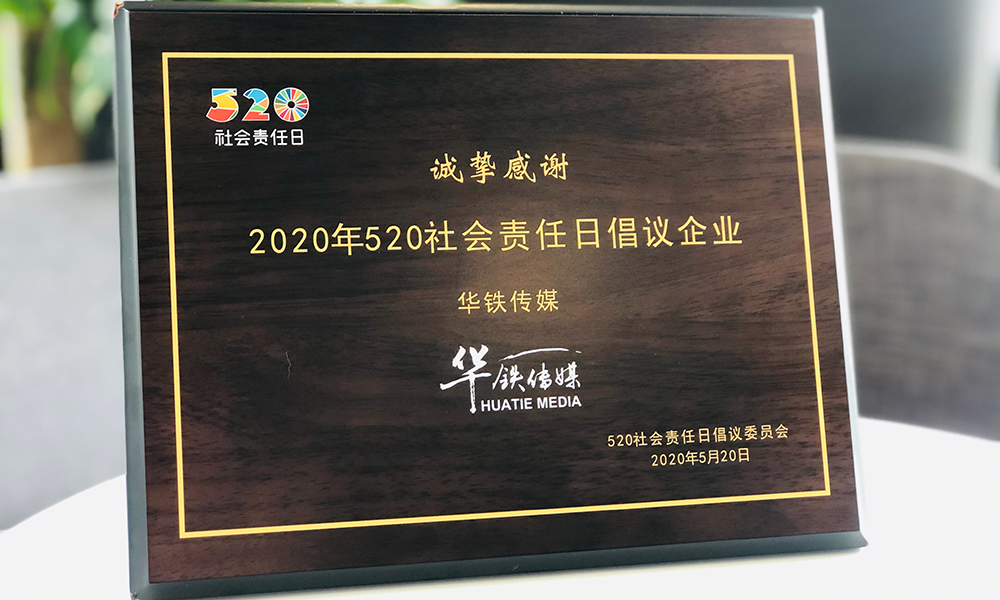 520
社会责任日
诚挚感谢
2020年520社会责任日倡议企业
华铁传媒
华铁传媒
HUATIE MEDIA
520社会责任日倡议委员会
2020年5月20日